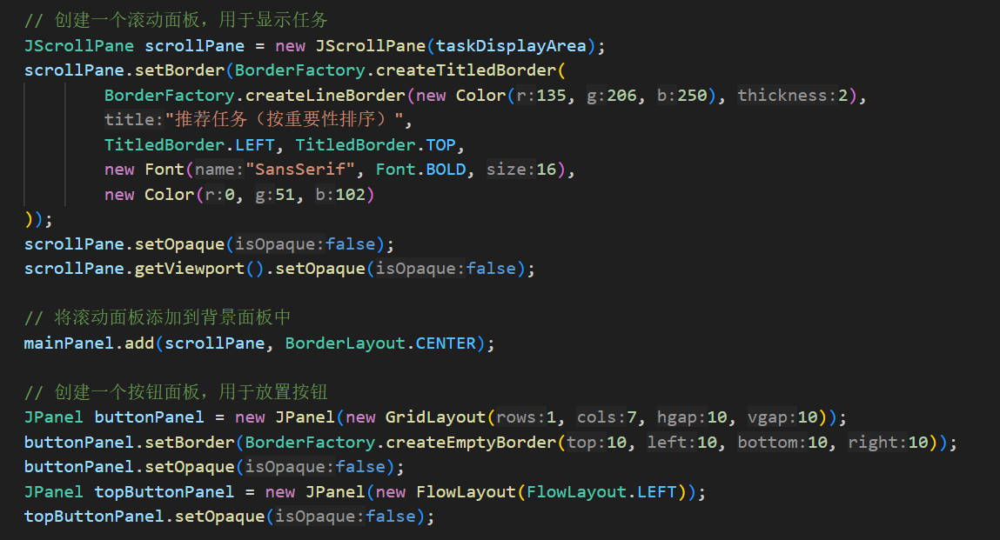 // 创建一个滚动面板，用于显示任务
JScrollPane scrollPane = new JScrollPane(taskDisplayArea);
scrollPane.setBorder(BorderFactory.createTitledBorder(
BorderFactory.createLineBorder(new Color(r:135, g:206, b:250), thickness:2),
title:"推荐任务（按重要性排序）",
TitledBorder.LEFT, TitledBorder.TOP,
new Font(name:"SansSerif", Font.BOLD, size:16),
new Color(r:0, g:51, b:102)
));
scrollPane.setOpaque(isOpaque:false);
scrollPane.getViewport().setOpaque(isOpaque:false);
// 将滚动面板添加到背景面板中
mainPanel.add(scrollPane, BorderLayout.CENTER);
// 创建一个按钮面板，用于放置按钮
JPanel buttonPanel = new JPanel(new GridLayout(rows:1, cols:7, hgap:10, vgap:10));
buttonPanel.setBorder(BorderFactory.createEmptyBorder(top:10, left:10, bottom:10, right:10));
buttonPanel.setOpaque(isOpaque:false);
JPanel topButtonPanel = new JPanel(new FlowLayout(FlowLayout.LEFT));
topButtonPanel.setOpaque(isOpaque:false);